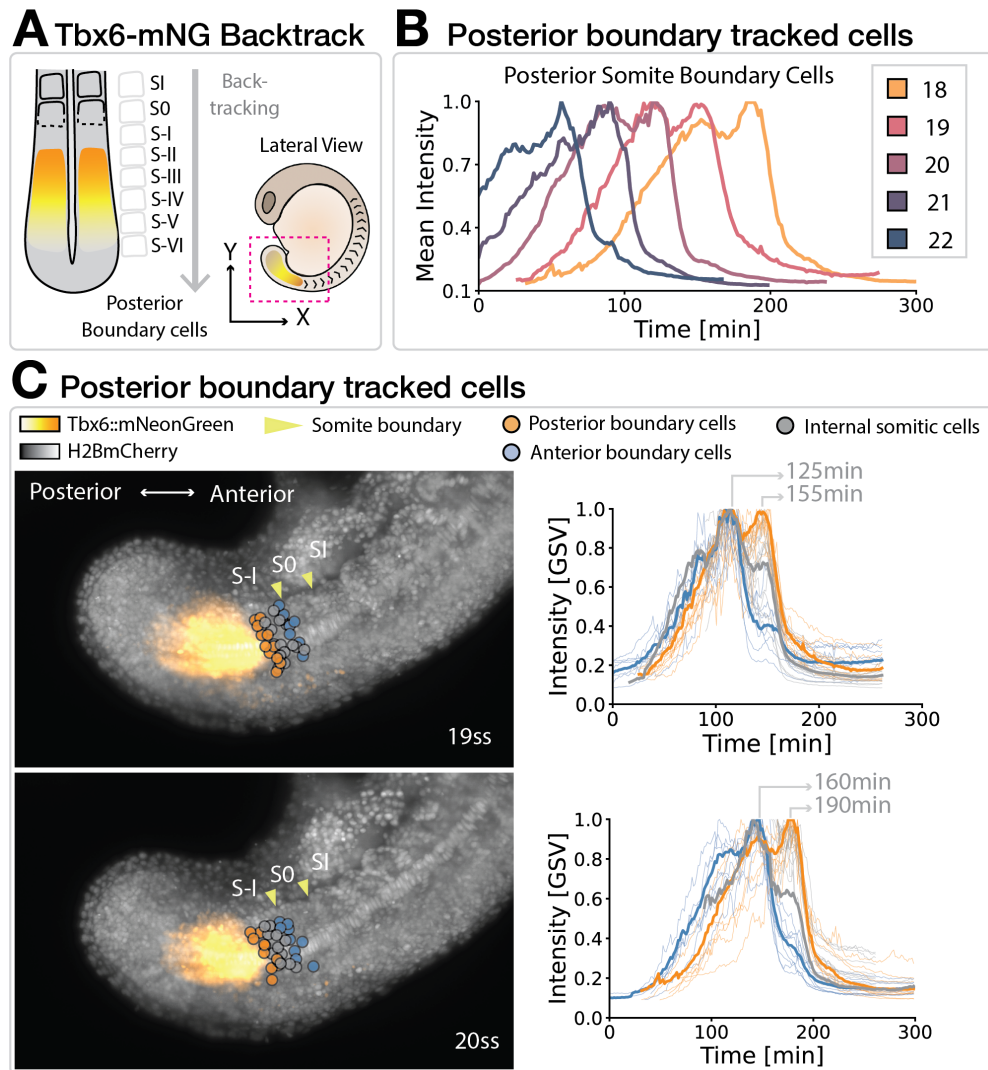 A Tbx6-mNG Backtrack
SI
S0
S-I
S-II
S-III
S-IV
S-V
S-VI
Back-
tracking
Lateral View
Y
X
Posterior
Boundary cells
B Posterior boundary tracked cells
Posterior Somite Boundary Cells
Mean Intensity
1.0
0.7
0.4
0.1
0
100
200
300
Time [min]
18
19
20
21
22
C Posterior boundary tracked cells
Tbx6::mNeonGreen
Somite boundary
Posterior boundary cells
Internal somitic cells
H2BmCherry
Anterior boundary cells
Posterior
Anterior
S-I
S0
SI
19ss
125min
155min
Intensity [GSV]
1.0
0.8
0.6
0.4
0.2
0.0
0
100
200
300
Time [min]
S-I
S0
SI
20ss
160min
190min
Intensity [GSV]
1.0
0.8
0.6
0.4
0.2
0.0
0
100
200
300
Time [min]